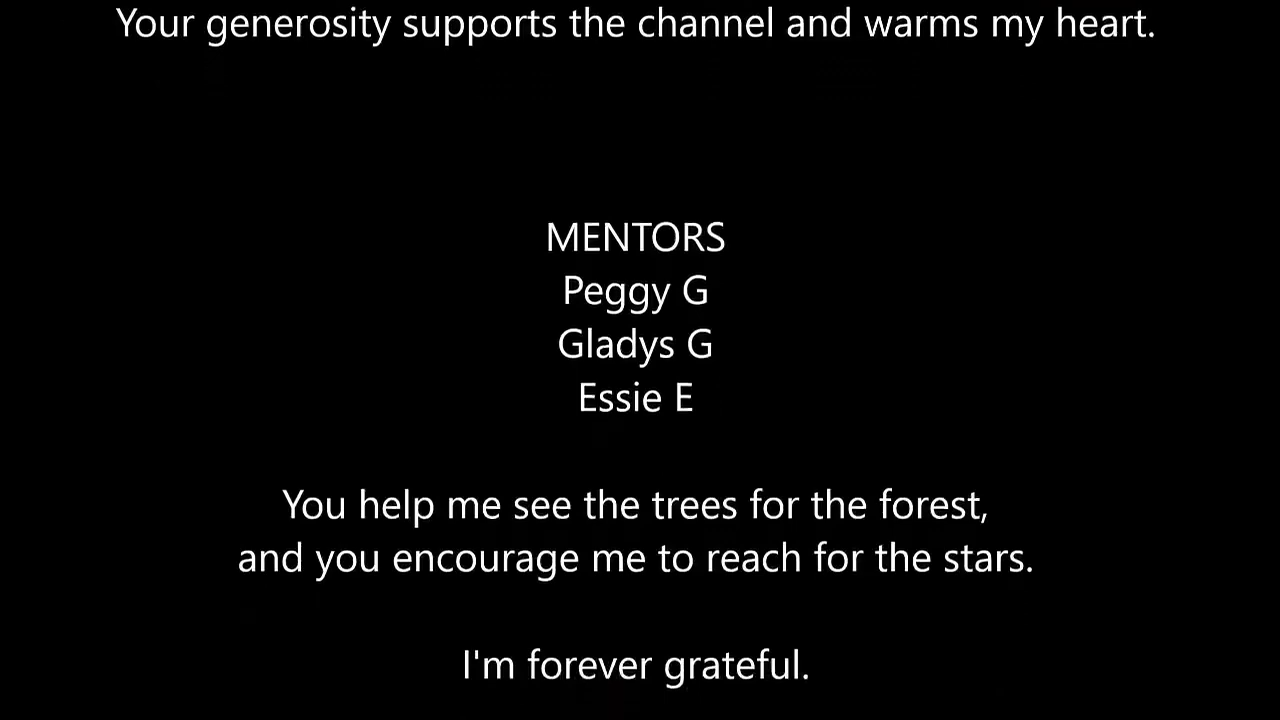 Your generosity supports the channel and warms my heart.
MENTORS
Peggy G
Gladys G
Essie E
You help me see the trees for the forest,
and you encourage me to reach for the stars.
I'm forever grateful.